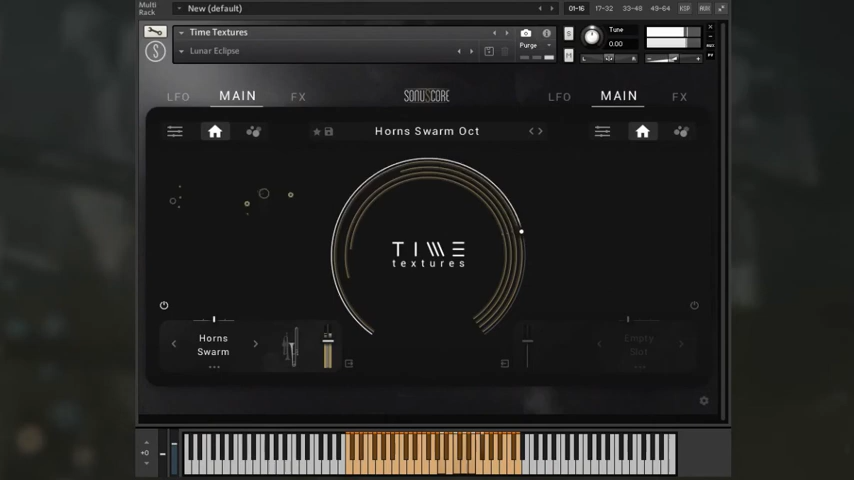 Multi
Rack
New (default)
01-16 17-32 33-48 49-64 KSP AUX
Time Textures
Purge
Tune
0.00
S
M
L R
- +
AUX
PV
S
Lunar Eclipse
LFO MAIN FX SONUSCORE LFO MAIN FX
Horns Swarm Oct
TIME
textures
Horns
Swarm
Empty
Slot
+0